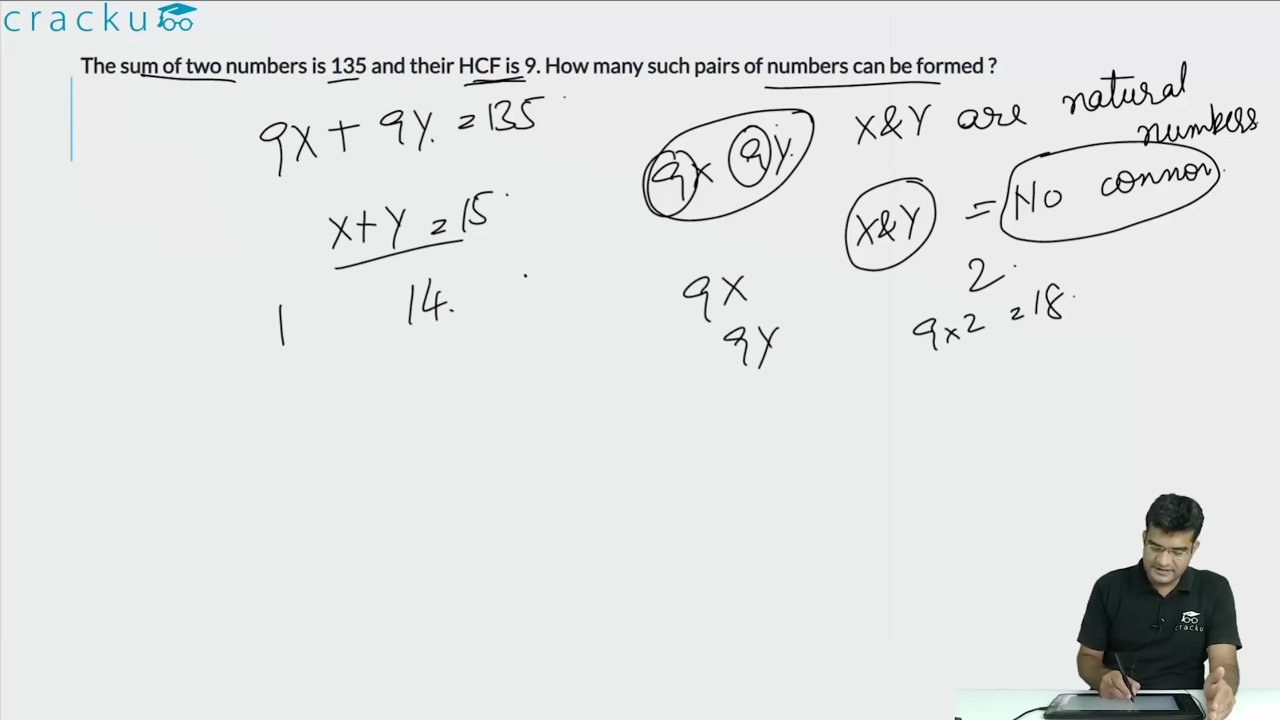 cracku
The sum of two numbers is 135 and their HCF is 9. How many such pairs of numbers can be formed ?
9x + 9y = 135
9x 9y
X&Y are natural
numbers
x+y = 15
X&Y = No common
1 14
9x
9y
2
9x2 = 18
cracku